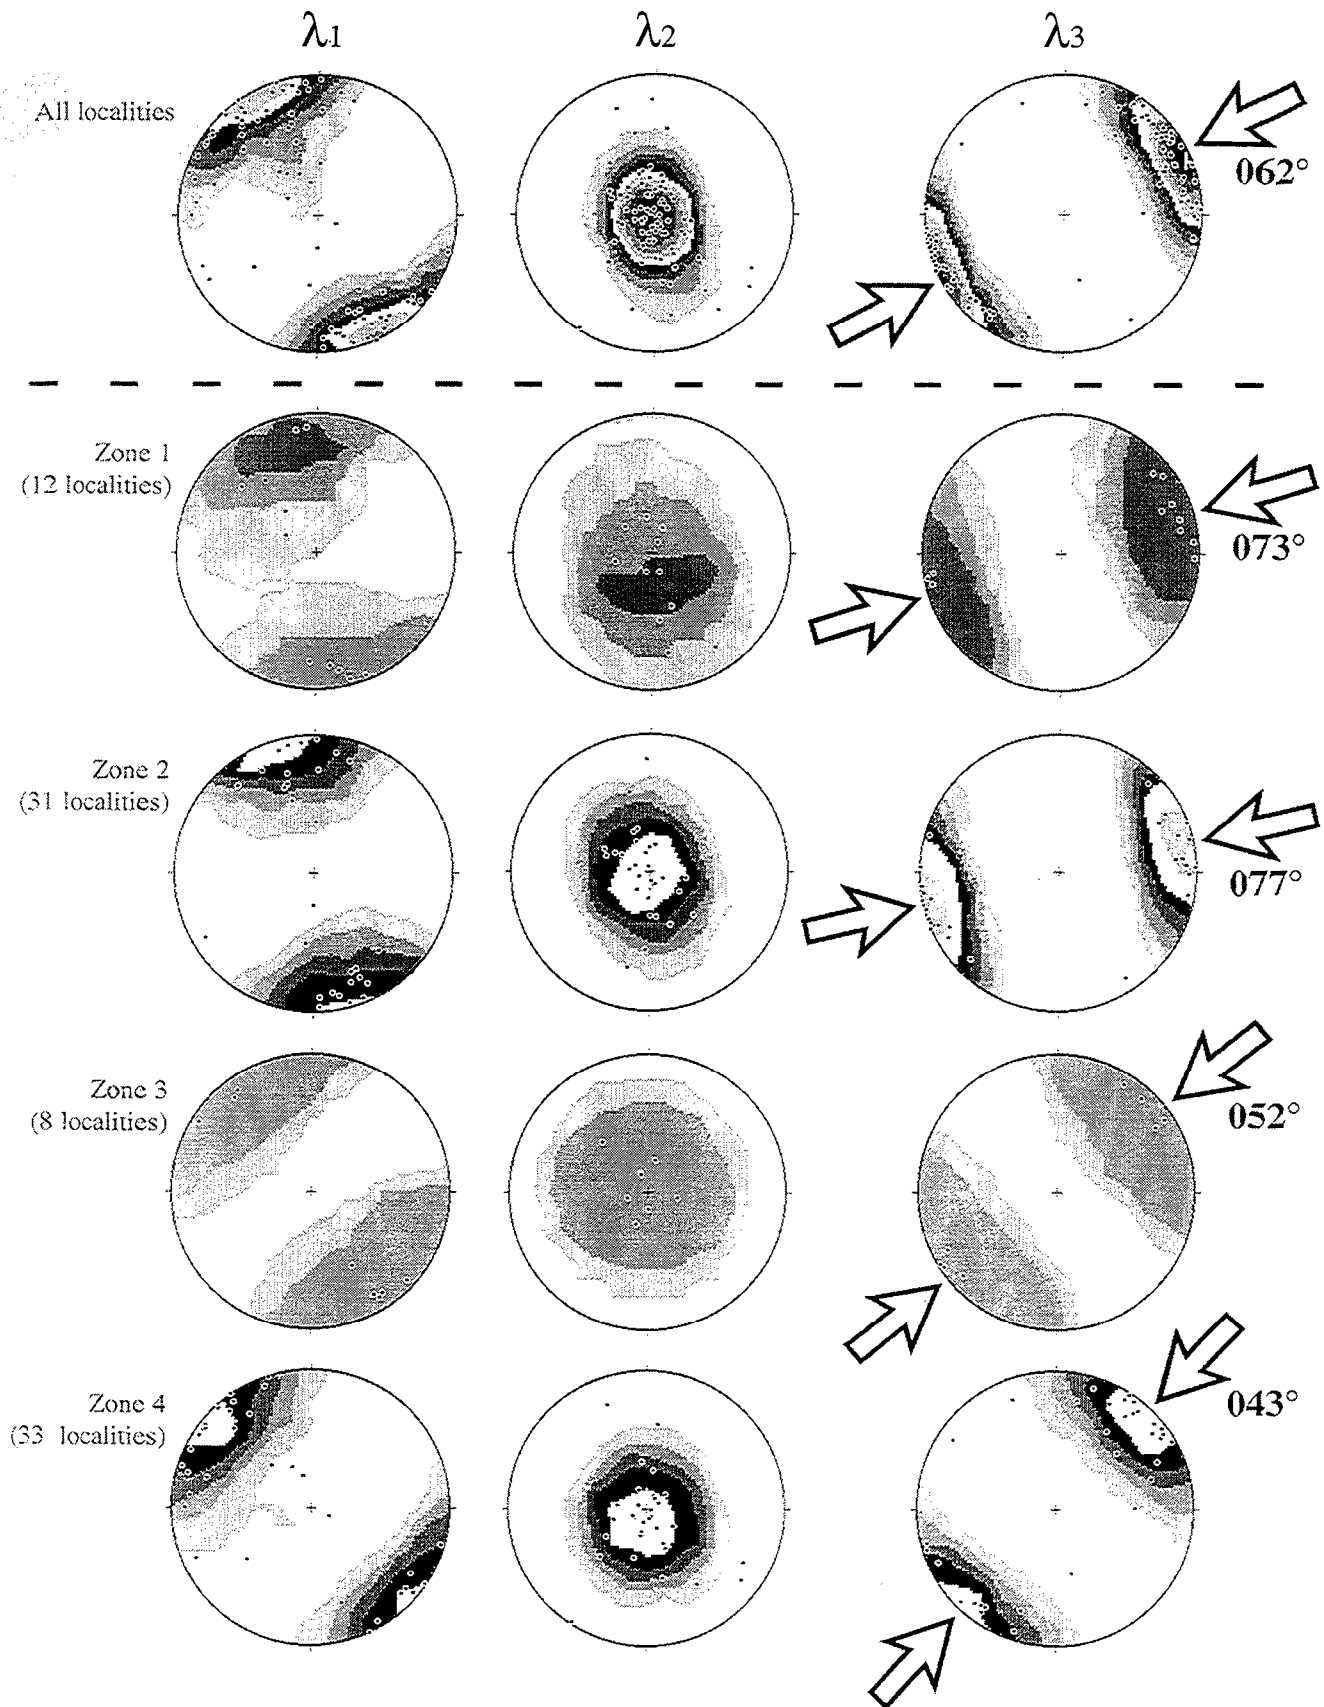 λ1 λ2 λ3
All localities
062°
Zone 1
(12 localities)
073°
Zone 2
(31 localities)
077°
Zone 3
(8 localities)
052°
Zone 4
(33 localities)
043°